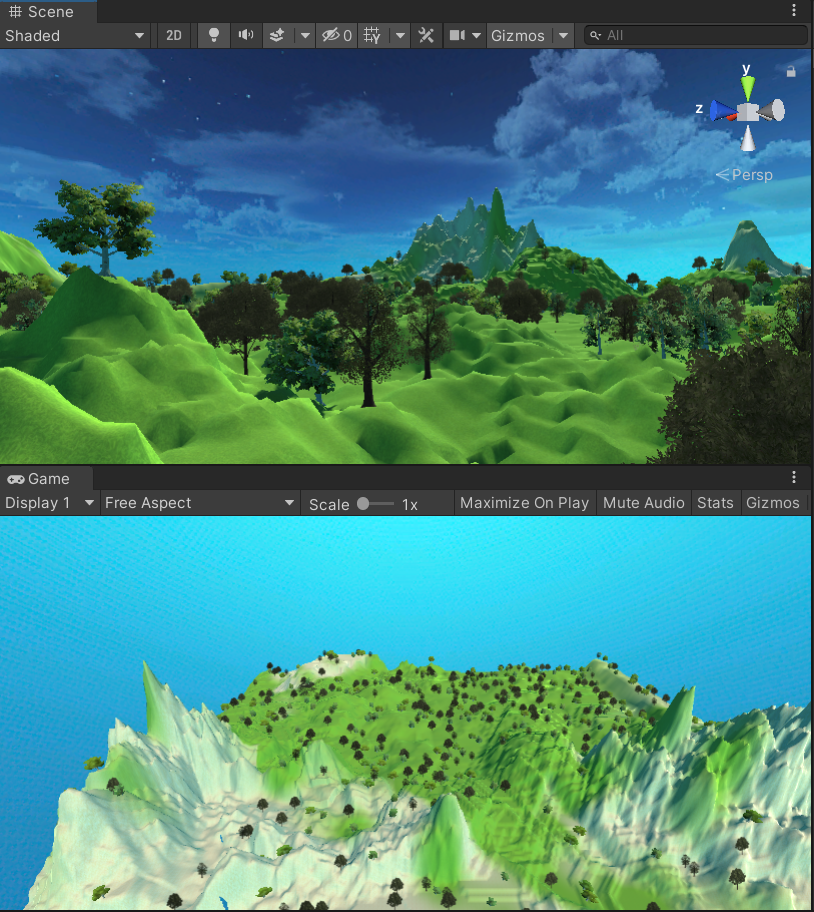 Scene
Shaded 2D 0 Gizmos All
y
z
Persp
Game
Display 1 Free Aspect Scale 1x Maximize On Play Mute Audio Stats Gizmos